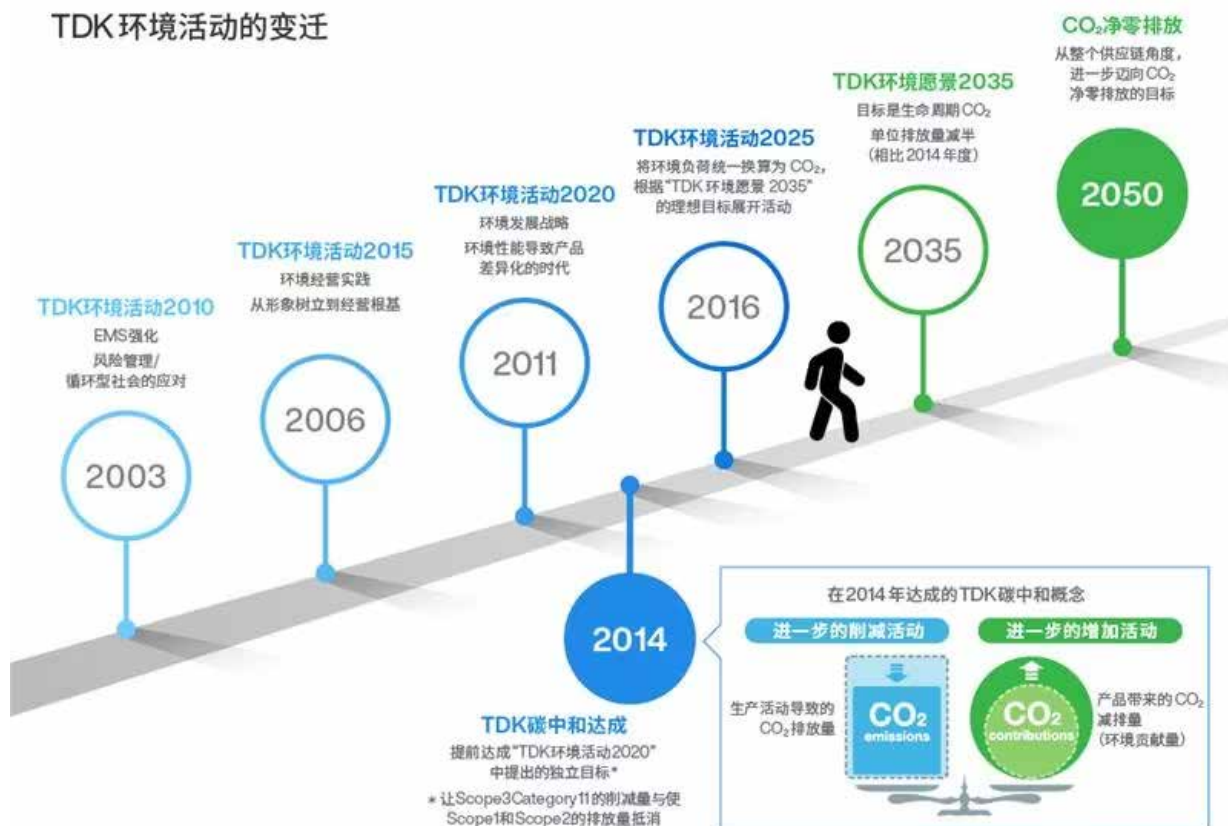 TDK环境活动的变迁
CO₂净零排放
从整个供应链角度，
进一步迈向CO₂
净零排放的目标
2050
TDK环境愿景2035
目标是生命周期CO₂
单位排放量减半
（相比2014年度）
2035
TDK环境活动2025
将环境负荷统一换算为 CO₂，
根据“TDK环境愿景 2035”
的理想目标展开活动
2016
TDK环境活动2020
环境发展战略
环境性能导致产品
差异化的时代
2011
TDK环境活动2015
环境经营实践
从形象树立到经营根基
2006
TDK环境活动2010
EMS强化
风险管理/
循环型社会的应对
2003
2014
TDK碳中和达成
提前达成“TDK环境活动2020”
中提出的独立目标*
* 让Scope3Category11的削减量与使
Scope1和Scope2的排放量抵消
在2014年达成的TDK碳中和概念
进一步的削减活动
生产活动导致的
CO₂排放量
CO₂
emissions
进一步的增加活动
CO₂
contributions
产品带来的CO₂
减排量
（环境贡献量）